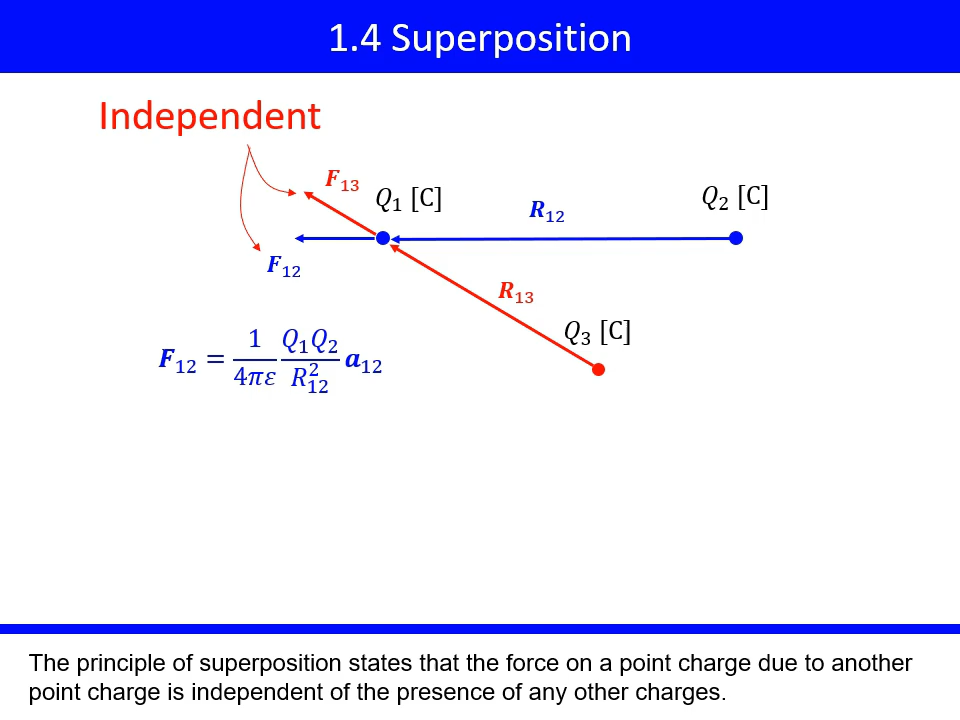 1.4 Superposition
Independent
F₁₃
Q₁ [C]
R₁₂
Q₂ [C]
F₁₂
R₁₃
Q₃ [C]
F₁₂ = 1/(4πε) Q₁Q₂/R₁₂² a₁₂
The principle of superposition states that the force on a point charge due to another
point charge is independent of the presence of any other charges.